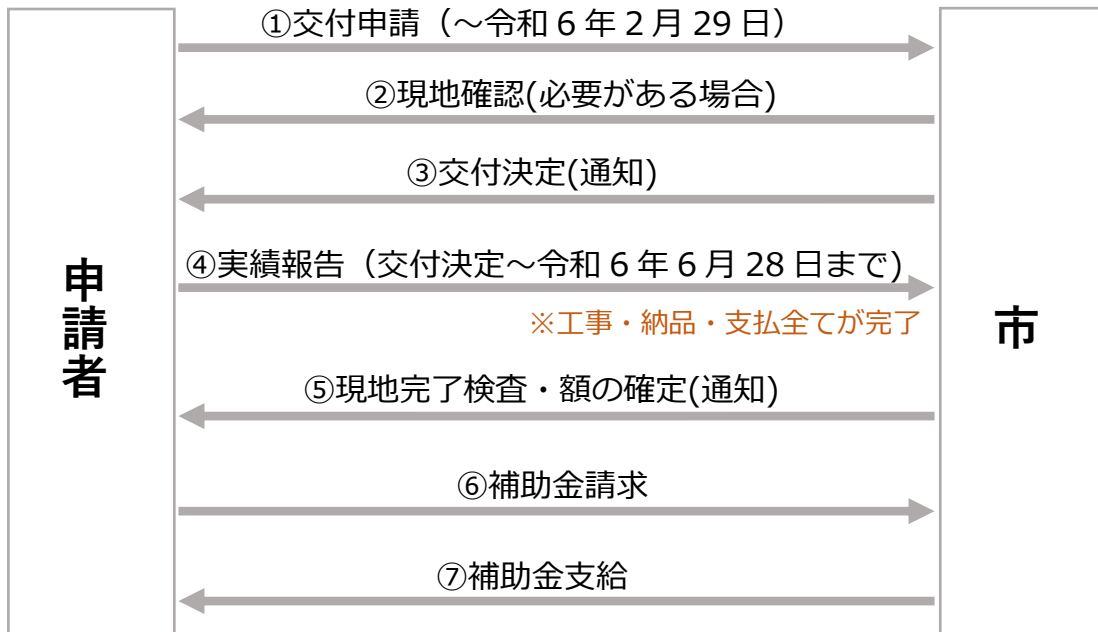 ①交付申請（～令和６年２月29日）
②現地確認(必要がある場合)
③交付決定(通知)
④実績報告（交付決定～令和６年６月28日まで）
※工事・納品・支払全てが完了
⑤現地完了検査・額の確定(通知)
⑥補助金請求
⑦補助金支給
申請者
市